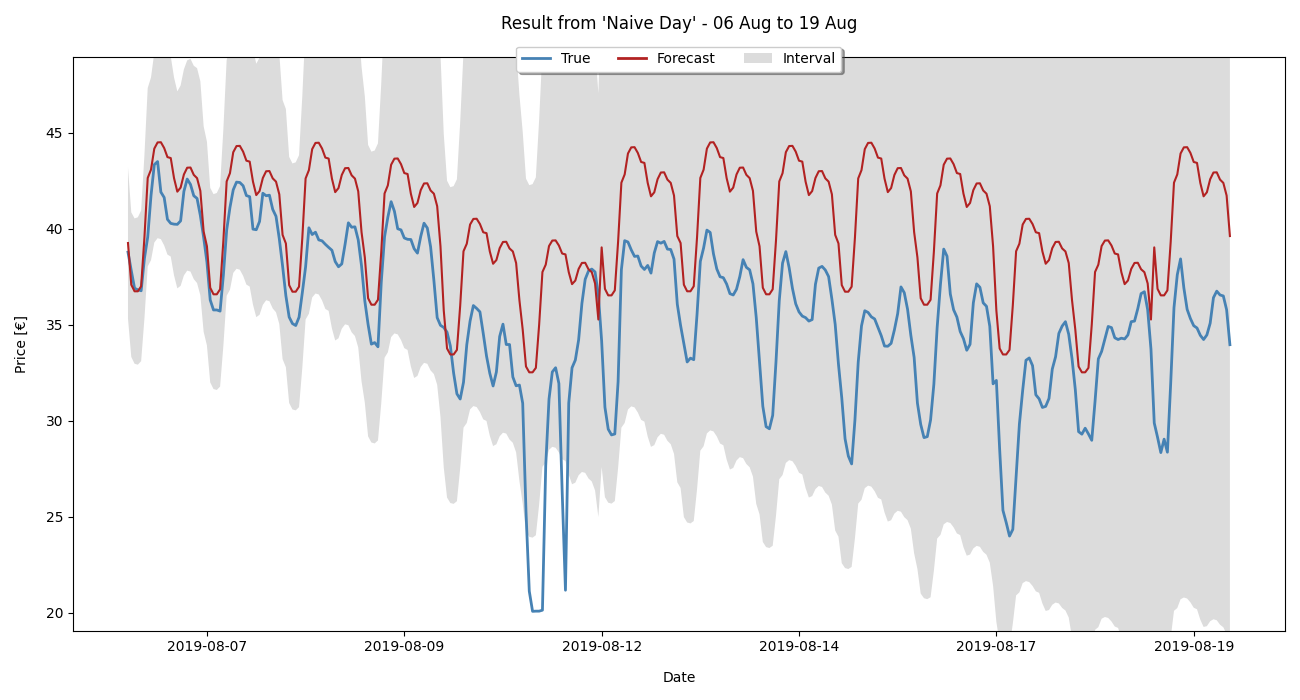 Result from 'Naive Day' - 06 Aug to 19 Aug
True Forecast Interval
45
40
35
30
25
20
Price [€]
2019-08-07 2019-08-09 2019-08-12 2019-08-14 2019-08-17 2019-08-19
Date